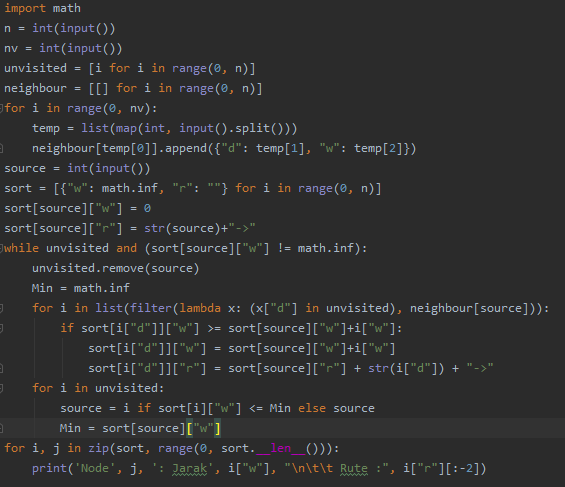 import math
n = int(input())
nv = int(input())
unvisited = [i for i in range(0, n)]
neighbour = [[] for i in range(0, n)]
for i in range(0, nv):
    temp = list(map(int, input().split()))
    neighbour[temp[0]].append({"d": temp[1], "w": temp[2]})
source = int(input())
sort = [{"w": math.inf, "r": ""} for i in range(0, n)]
sort[source]["w"] = 0
sort[source]["r"] = str(source)+"->"
while unvisited and (sort[source]["w"] != math.inf):
    unvisited.remove(source)
    Min = math.inf
    for i in list(filter(lambda x: (x["d"] in unvisited), neighbour[source])):
        if sort[i["d"]]["w"] >= sort[source]["w"]+i["w"]:
            sort[i["d"]]["w"] = sort[source]["w"]+i["w"]
            sort[i["d"]]["r"] = sort[source]["r"] + str(i["d"]) + "->"
    for i in unvisited:
        source = i if sort[i]["w"] <= Min else source
        Min = sort[source]["w"]
for i, j in zip(sort, range(0, sort.__len__())):
    print('Node', j, ': Jarak', i["w"], "\n\t\t Rute :", i["r"][:-2])